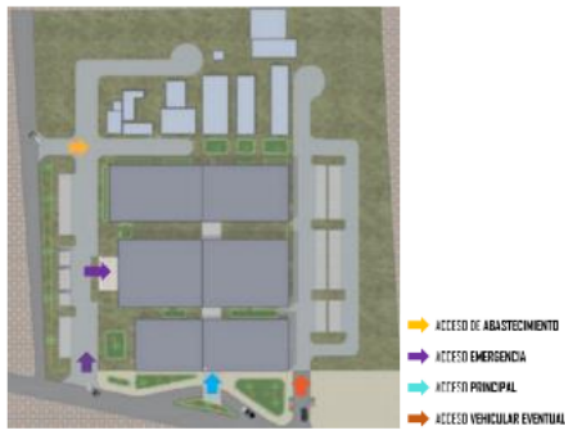 ACCESO DE ABASTECIMIENTO
ACCESO EMERGENCIA
ACCESO PRINCIPAL
ACCESO VEHICULAR EVENTUAL